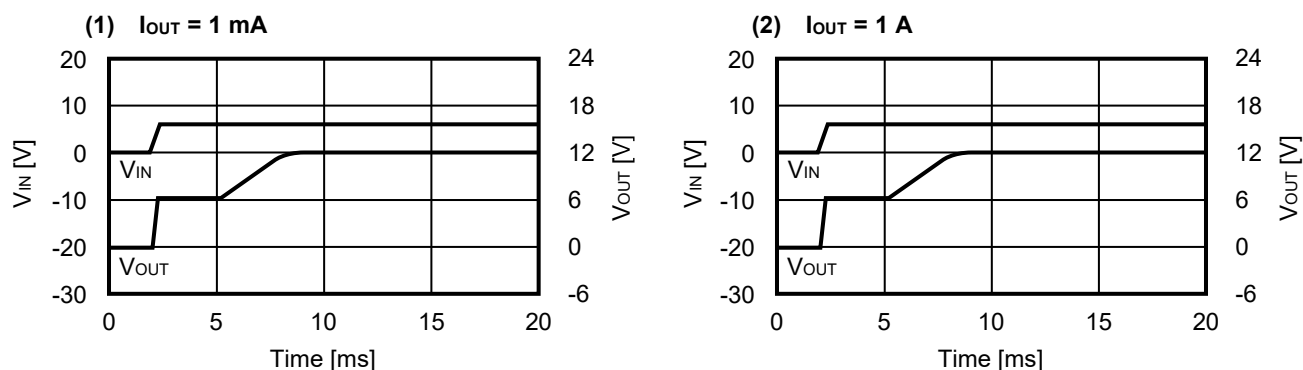 (1) IOUT = 1 mA
20
10
0
-10
-20
-30
VIN [V]
24
18
12
6
0
-6
VOUT [V]
VIN
VOUT
0 5 10 15 20
Time [ms]
(2) IOUT = 1 A
20
10
0
-10
-20
-30
VIN [V]
24
18
12
6
0
-6
VOUT [V]
VIN
VOUT
0 5 10 15 20
Time [ms]